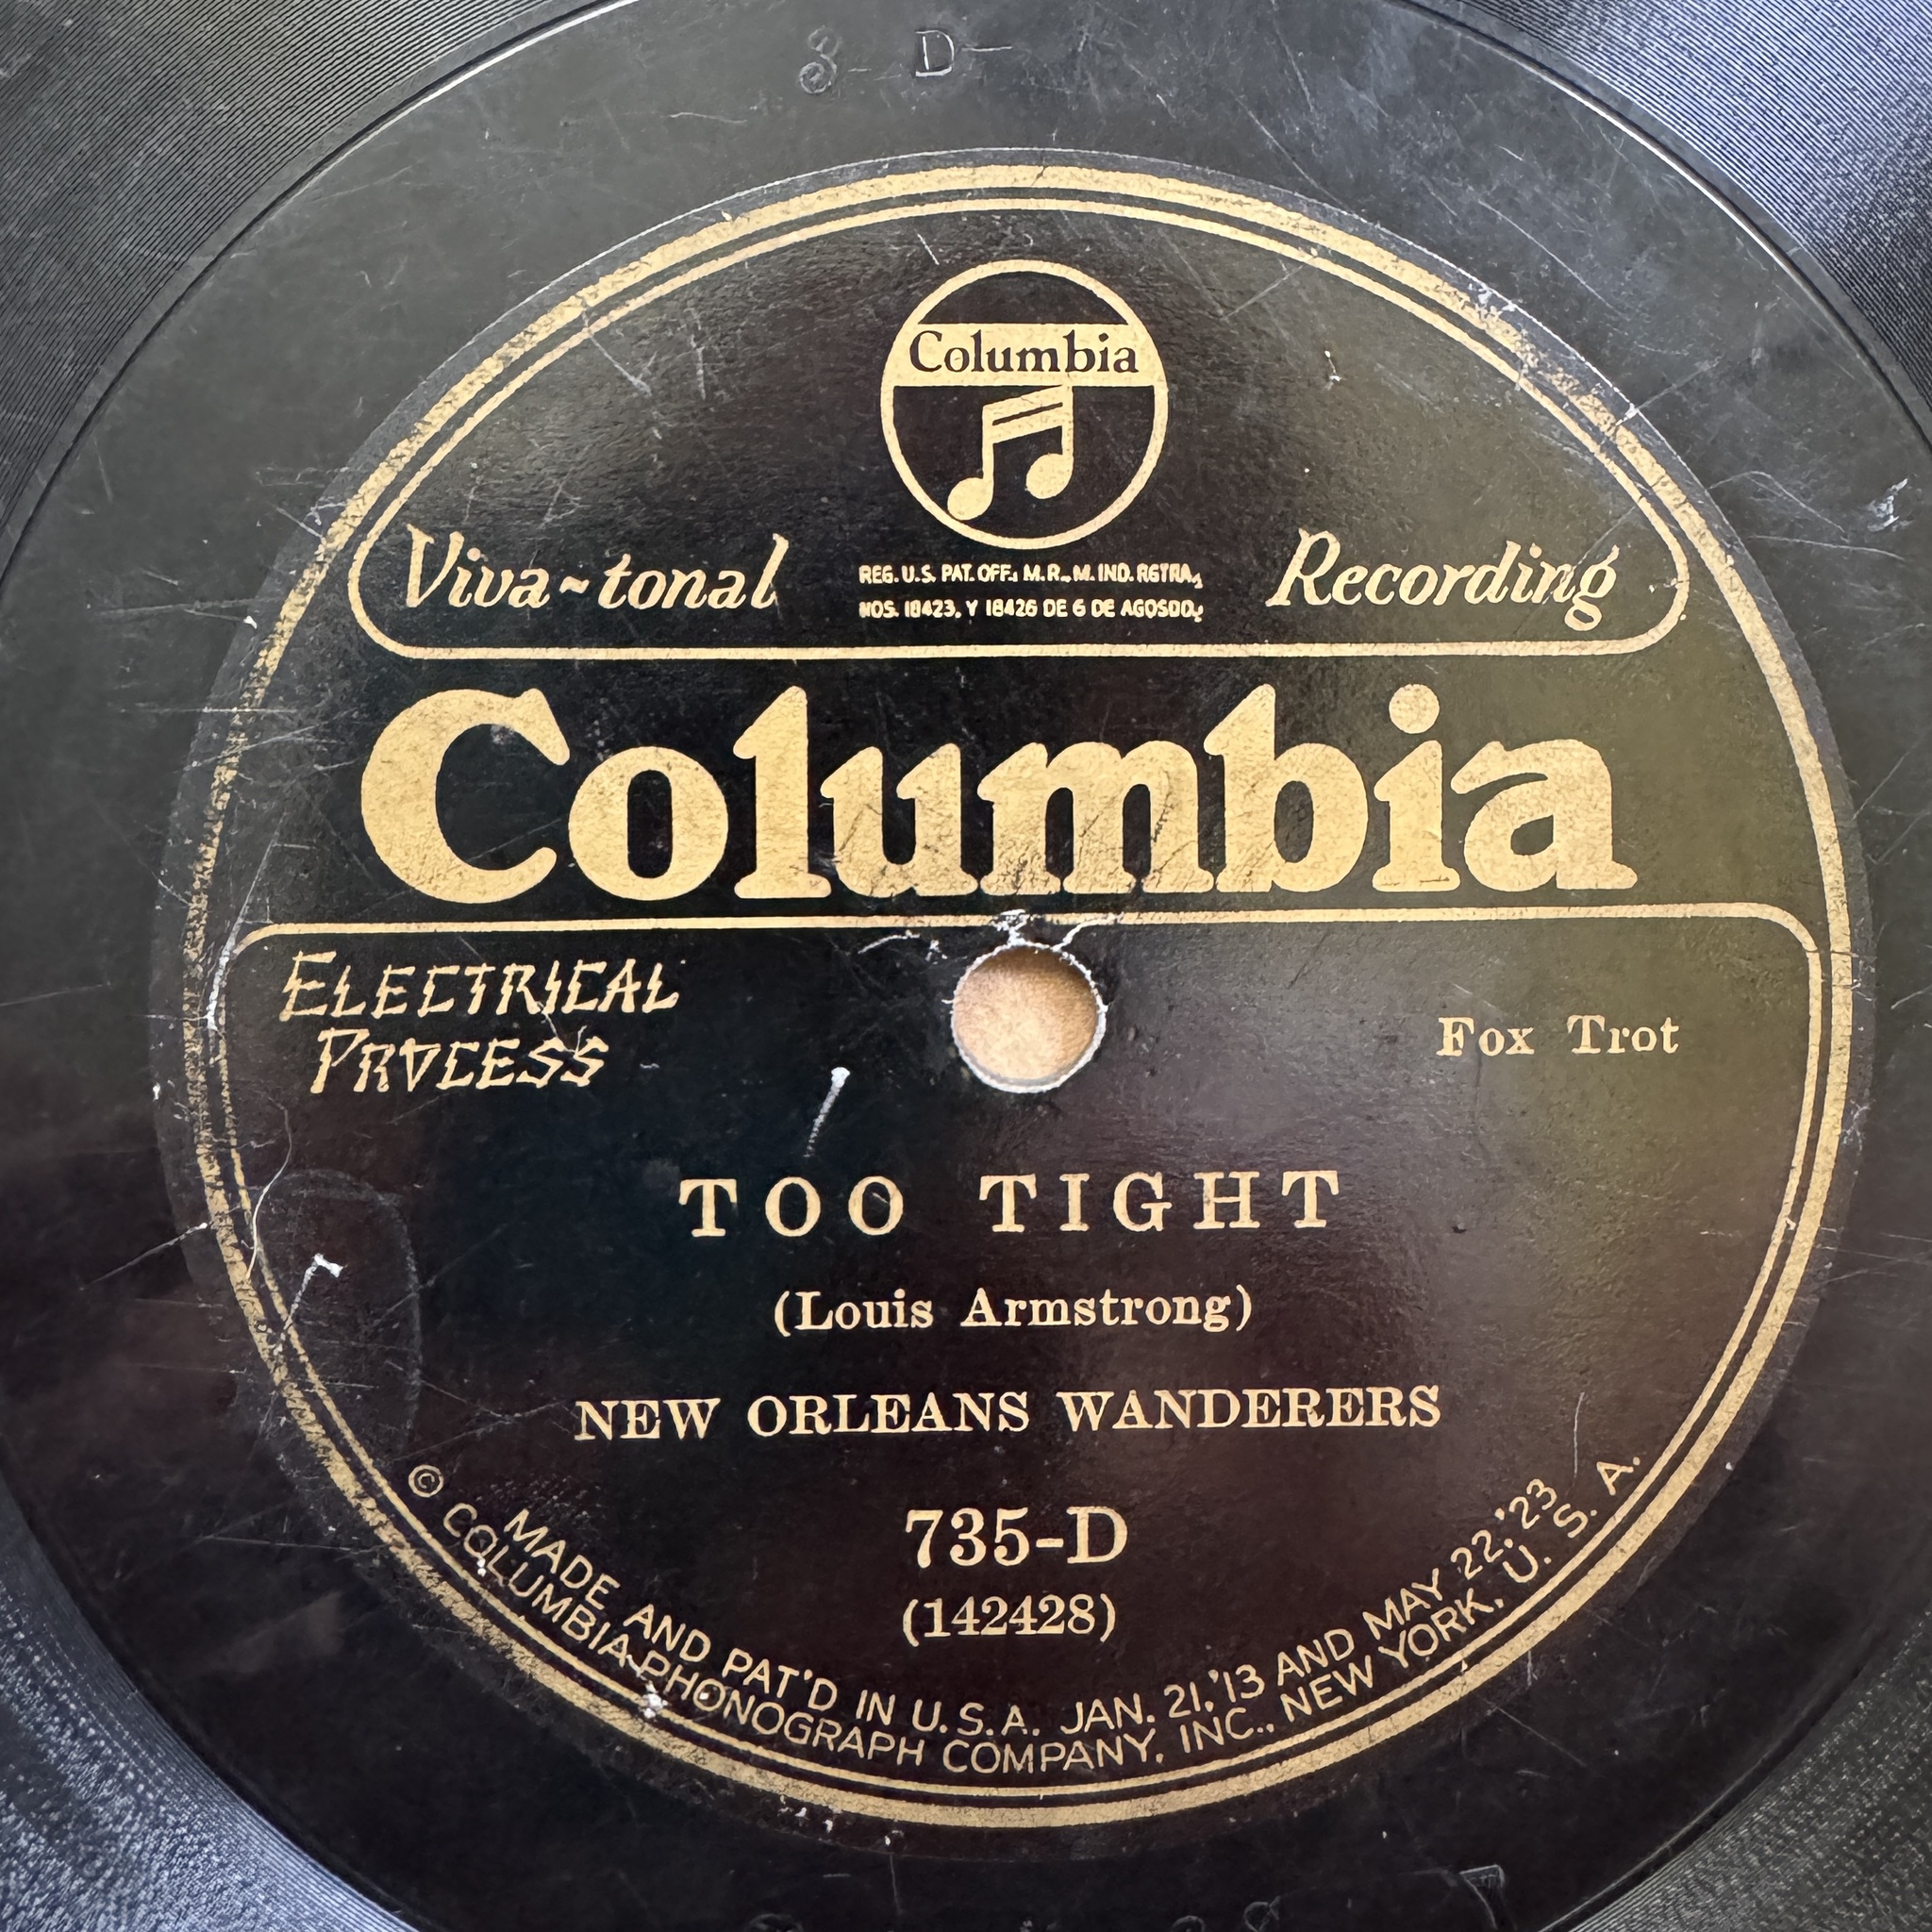 3- D-
Columbia
Viva-tonal Recording
REG. U.S. PAT. OFF., M.R., M. IND. RGTRA,
NOS. 18423, Y 18426 DE 6 DE
Columbia
ELECTRICAL
PROCESS
Fox Trot
TOO TIGHT
(Louis Armstrong)
NEW ORLEANS WANDERERS
735-D
(142428)
MADE AND PAT'D IN U.S.A. JAN. 21,'13 AND MAY 22,'23
© COLUMBIA PHONOGRAPH COMPANY, INC., NEW YORK, U. S. A.